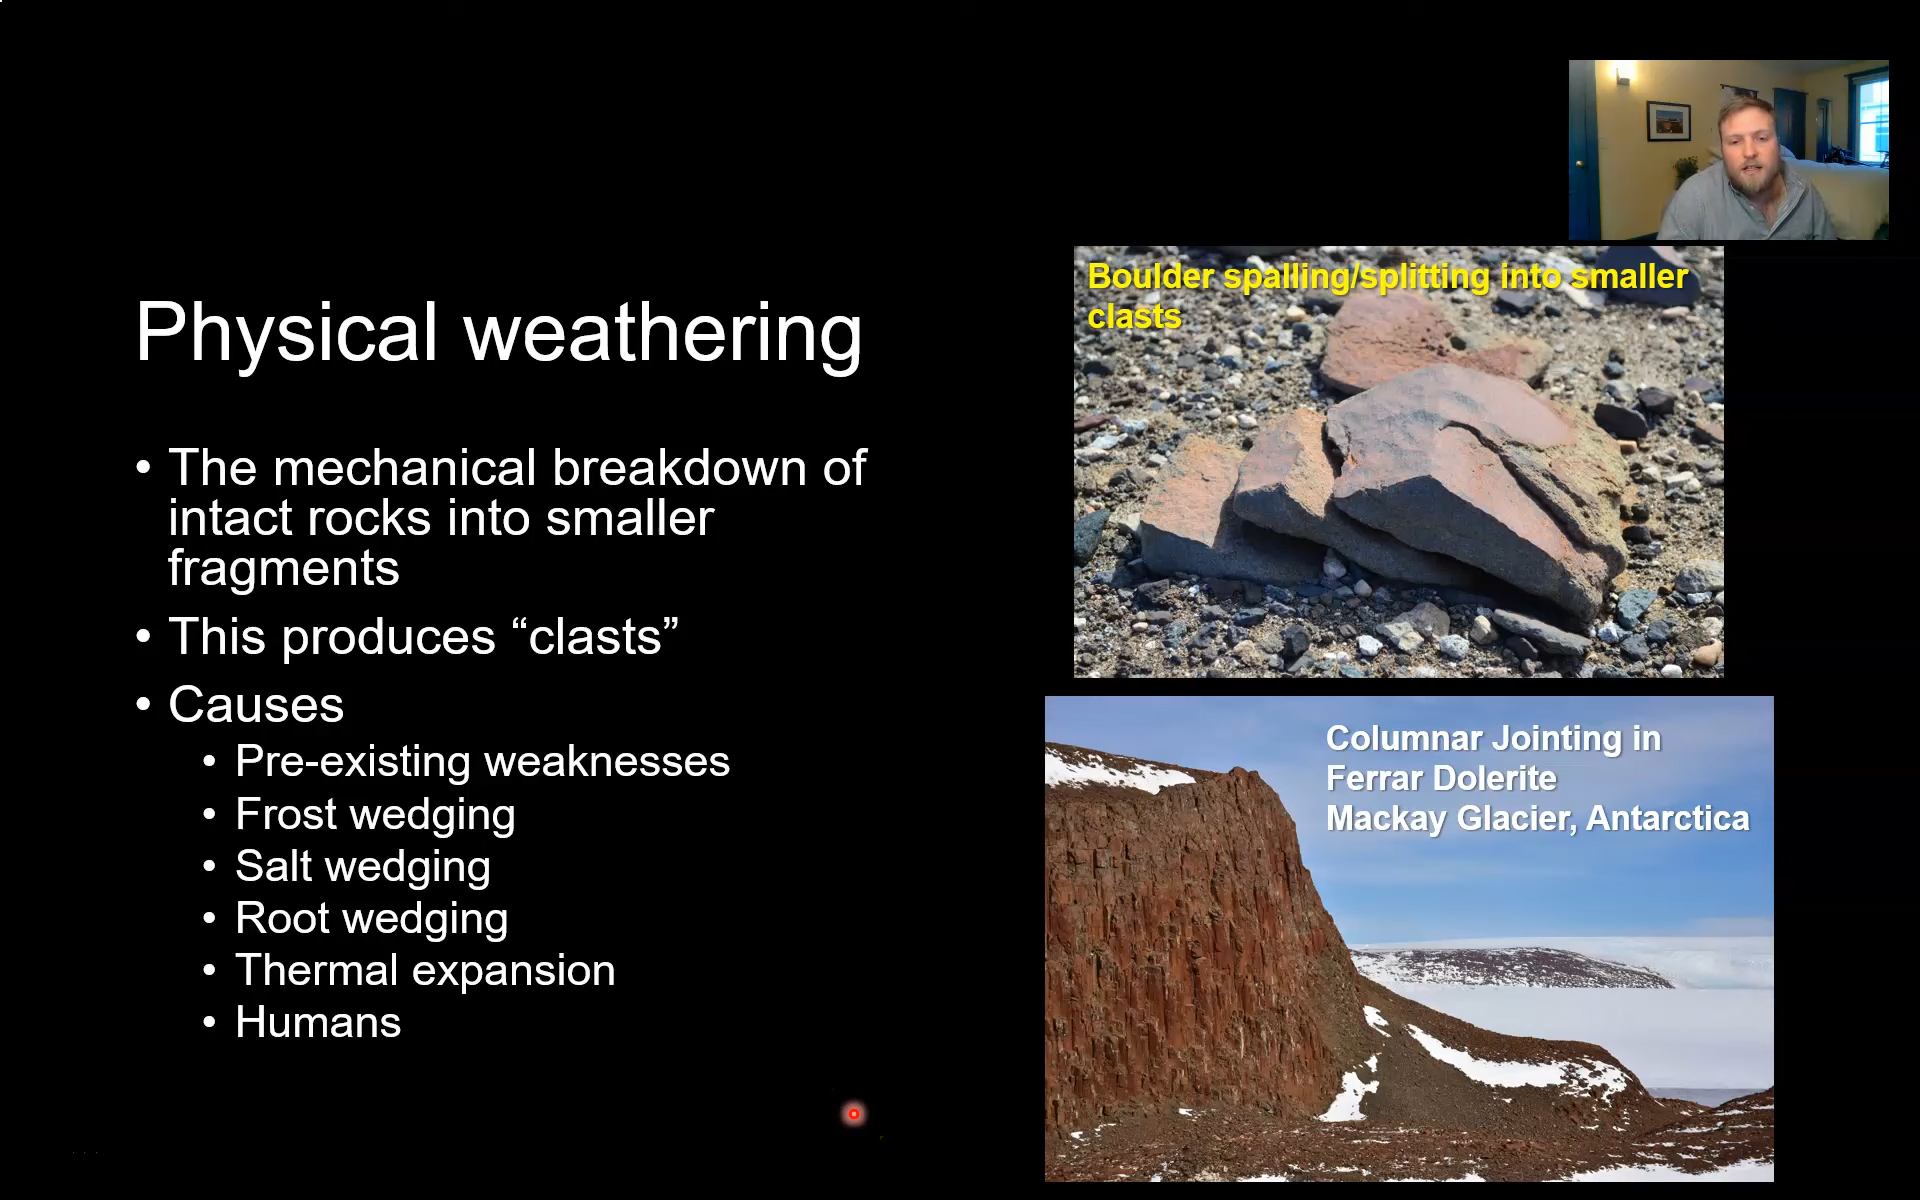 Physical weathering
• The mechanical breakdown of
intact rocks into smaller
fragments
• This produces “clasts”
• Causes
• Pre-existing weaknesses
• Frost wedging
• Salt wedging
• Root wedging
• Thermal expansion
• Humans
Boulder spalling/splitting into smaller
clasts
Columnar Jointing in
Ferrar Dolerite
Mackay Glacier, Antarctica